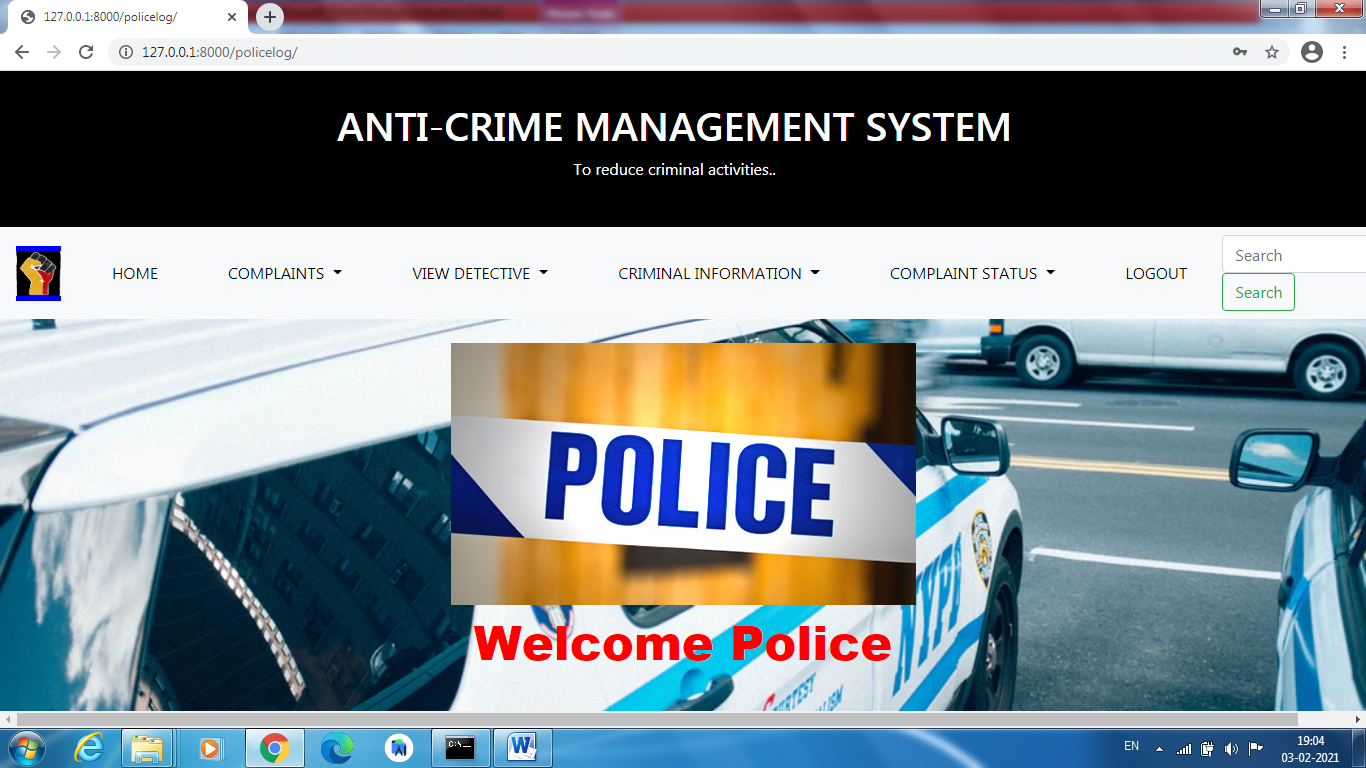 127.0.0.1:8000/policelog/
127.0.0.1:8000/policelog/
ANTI-CRIME MANAGEMENT SYSTEM
To reduce criminal activities..
HOME COMPLAINTS VIEW DETECTIVE CRIMINAL INFORMATION COMPLAINT STATUS LOGOUT
Search
Search
POLICE
NYPD
Welcome Police
COURTESY
EN
19:04
03-02-2021